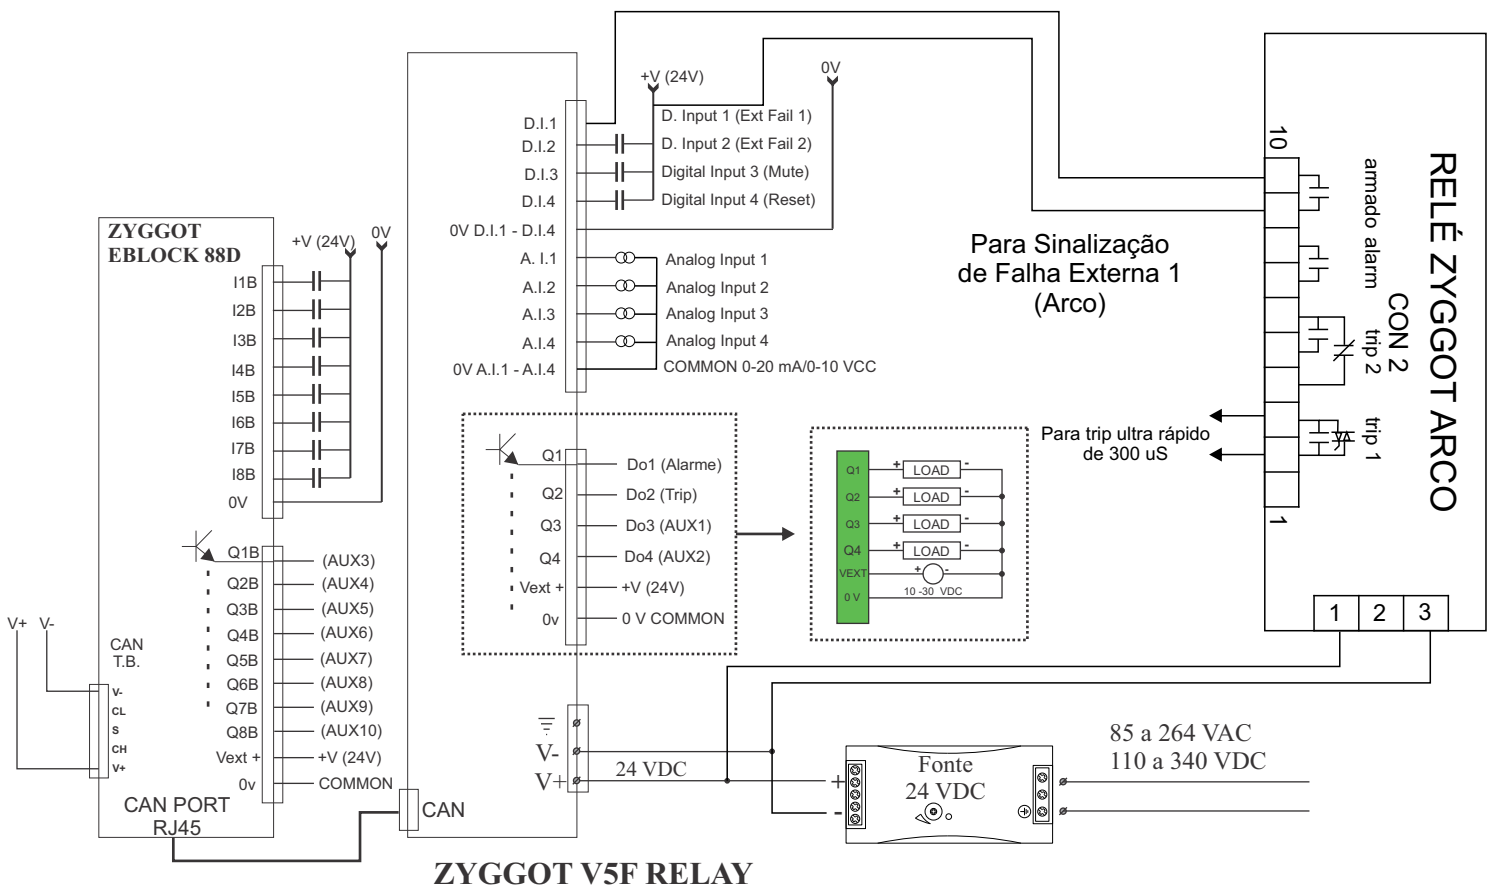 ZYGGOT
EBLOCK 88D
+V (24V)
0V
I1B
I2B
I3B
I4B
I5B
I6B
I7B
I8B
0V
Q1B
(AUX3)
Q2B
(AUX4)
Q3B
(AUX5)
Q4B
(AUX6)
Q5B
(AUX7)
Q6B
(AUX8)
Q7B
(AUX9)
Q8B
(AUX10)
Vext +
+V (24V)
0v
COMMON
V+
V-
CAN
T.B.
V-
CL
S
CH
V+
CAN PORT
RJ45
CAN
+V (24V)
0V
D.I.1
D. Input 1 (Ext Fail 1)
D.I.2
D. Input 2 (Ext Fail 2)
D.I.3
Digital Input 3 (Mute)
D.I.4
Digital Input 4 (Reset)
0V D.I.1 - D.I.4
A. I.1
Analog Input 1
A.I.2
Analog Input 2
A.I.3
Analog Input 3
A.I.4
Analog Input 4
0V A.I.1 - A.I.4
COMMON 0-20 mA/0-10 VCC
Q1
Do1 (Alarme)
Q2
Do2 (Trip)
Q3
Do3 (AUX1)
Q4
Do4 (AUX2)
Vext +
+V (24V)
0v
0 V COMMON
Q1
+ LOAD -
Q2
+ LOAD -
Q3
+ LOAD -
Q4
+ LOAD -
VEXT
+ -
10 -30 VDC
0 V
V-
V+
24 VDC
ZYGGOT V5F RELAY
Fonte
24 VDC
+
-
85 a 264 VAC
110 a 340 VDC
Para Sinalização
de Falha Externa 1
(Arco)
Para trip ultra rápido
de 300 uS
10
armado alarm
trip 2
trip 1
1
CON 2
RELÉ ZYGGOT ARCO
1 2 3